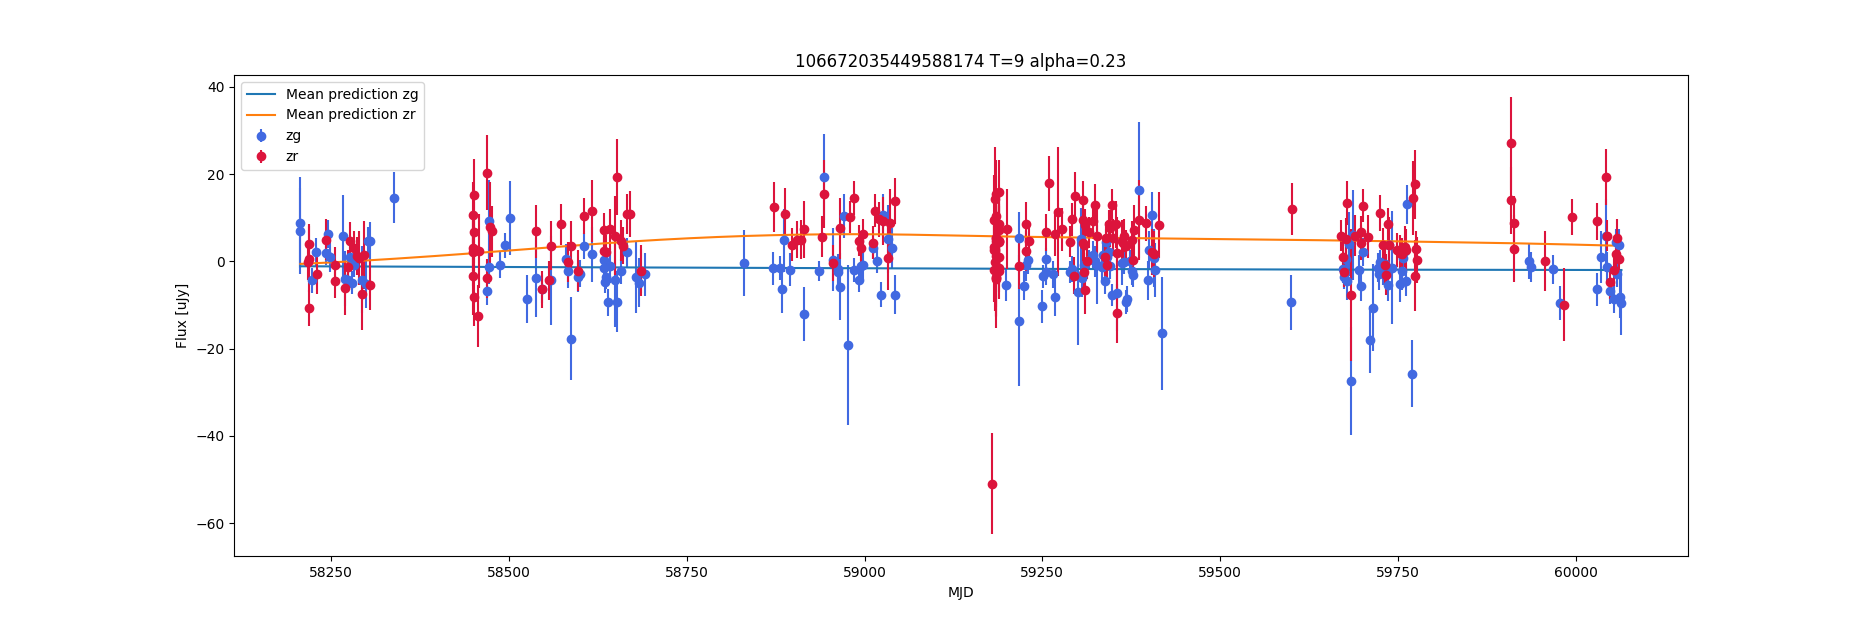 106672035449588174 T=9 alpha=0.23
Mean prediction zg
Mean prediction zr
zg
zr
Flux [uJy]
40
20
0
−20
−40
−60
58250 58500 58750 59000 59250 59500 59750 60000
MJD